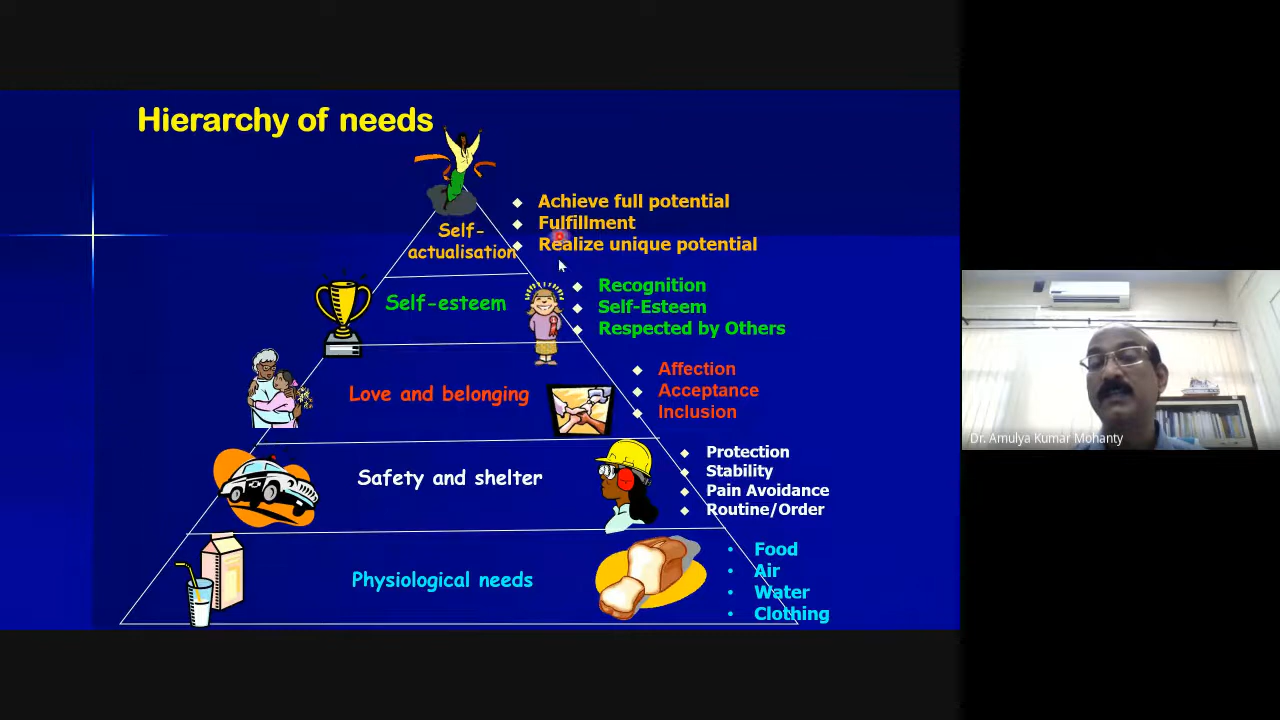 Hierarchy of needs
Self-
actualisation
Achieve full potential
Fulfillment
Realize unique potential
Self-esteem
Recognition
Self-Esteem
Respected by Others
Love and belonging
Affection
Acceptance
Inclusion
Safety and shelter
Protection
Stability
Pain Avoidance
Routine/Order
Physiological needs
Food
Air
Water
Clothing
Dr. Amulya Kumar Mohanty